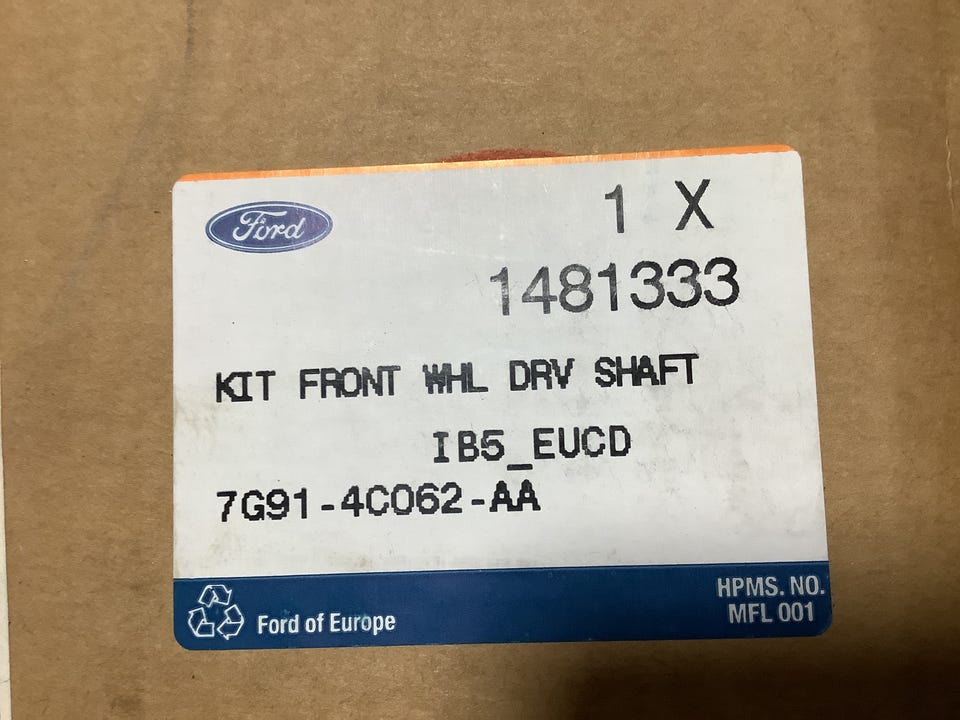 Ford
1 X
1481333
KIT FRONT WHL DRV SHAFT
IB5_EUCD
7G91-4C062-AA
HPMS. NO.
MFL 001
Ford of Europe